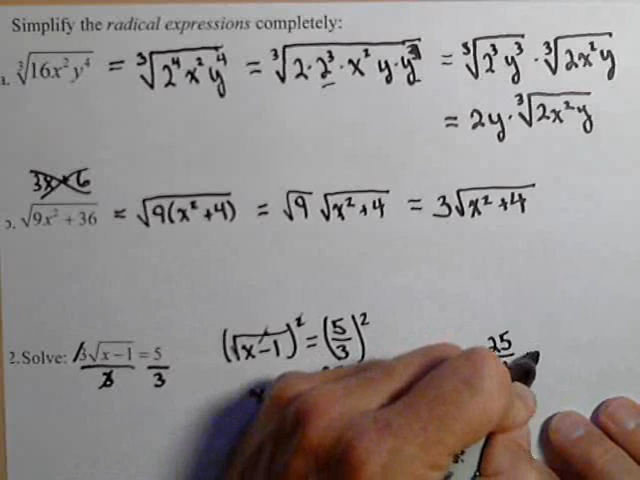 Simplify the radical expressions completely:
∛(16x²y⁴) = ∛(2⁴x²y⁴) = ∛(2·2³·x²y·y³) = ∛(2³y³) · ∛(2x²y)
= 2y·∛(2x²y)
3x+6
√(9x² + 36) = √(9(x²+4)) = √9 √(x²+4) = 3√(x²+4)
2.Solve: 3√(x−1) = 5 (√(x−1))² = (5/3)² 25
3 3